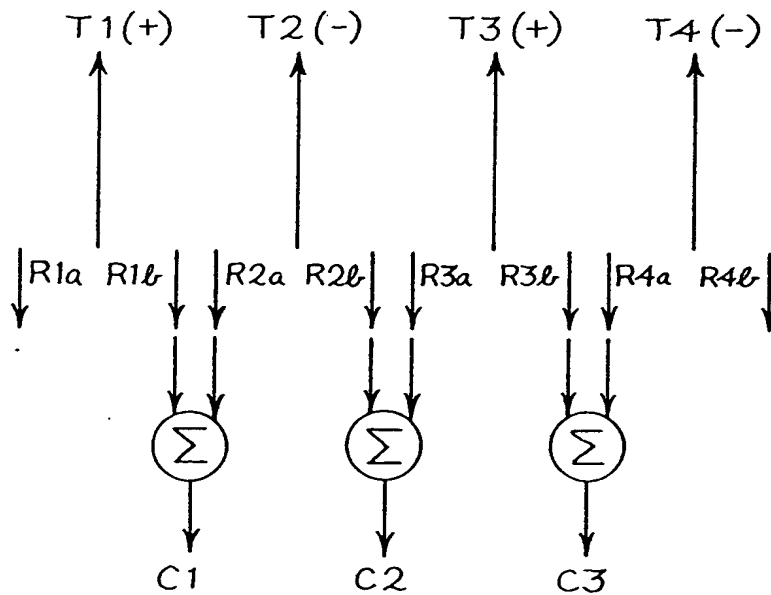 T1(+) T2(-) T3(+) T4(-)
R1a R1b R2a R2b R3a R3b R4a R4b
Σ Σ Σ
C1 C2 C3